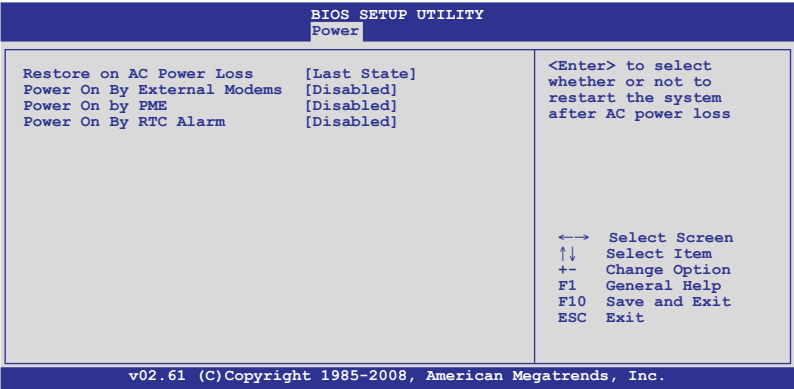 BIOS SETUP UTILITY
Power
Restore on AC Power Loss [Last State]
Power On By External Modems [Disabled]
Power On by PME [Disabled]
Power On By RTC Alarm [Disabled]
<Enter> to select
whether or not to
restart the system
after AC power loss
←→ Select Screen
↑↓ Select Item
+- Change Option
F1 General Help
F10 Save and Exit
ESC Exit
v02.61 (C)Copyright 1985-2008, American Megatrends, Inc.